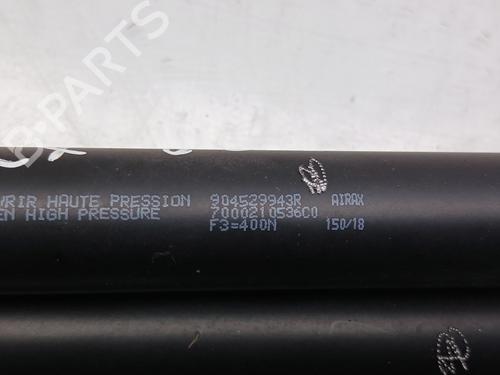 VRIR HAUTE PRESSION 904529943R AIRAX
EN HIGH PRESSURE 7000210536C0
F3=400N 150/18
B PARTS